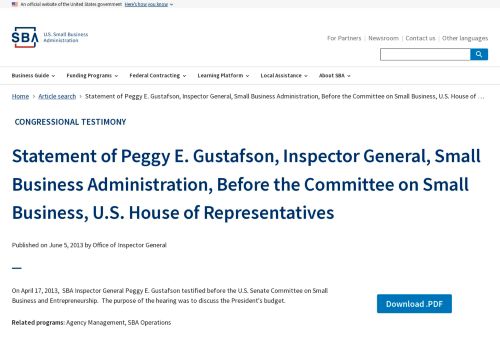 An official website of the United States government Here's how you know
SBA U.S. Small Business
Administration
For Partners | Newsroom | Contact us | Other languages
Business Guide Funding Programs Federal Contracting Learning Platform Local Assistance About SBA
Home › Article search › Statement of Peggy E. Gustafson, Inspector General, Small Business Administration, Before the Committee on Small Business, U.S. House of …
CONGRESSIONAL TESTIMONY
Statement of Peggy E. Gustafson, Inspector General, Small
Business Administration, Before the Committee on Small
Business, U.S. House of Representatives
Published on June 5, 2013 by Office of Inspector General
On April 17, 2013, SBA Inspector General Peggy E. Gustafson testified before the U.S. Senate Committee on Small
Business and Entrepreneurship. The purpose of the hearing was to discuss the President's budget.
Download .PDF
Related programs: Agency Management, SBA Operations